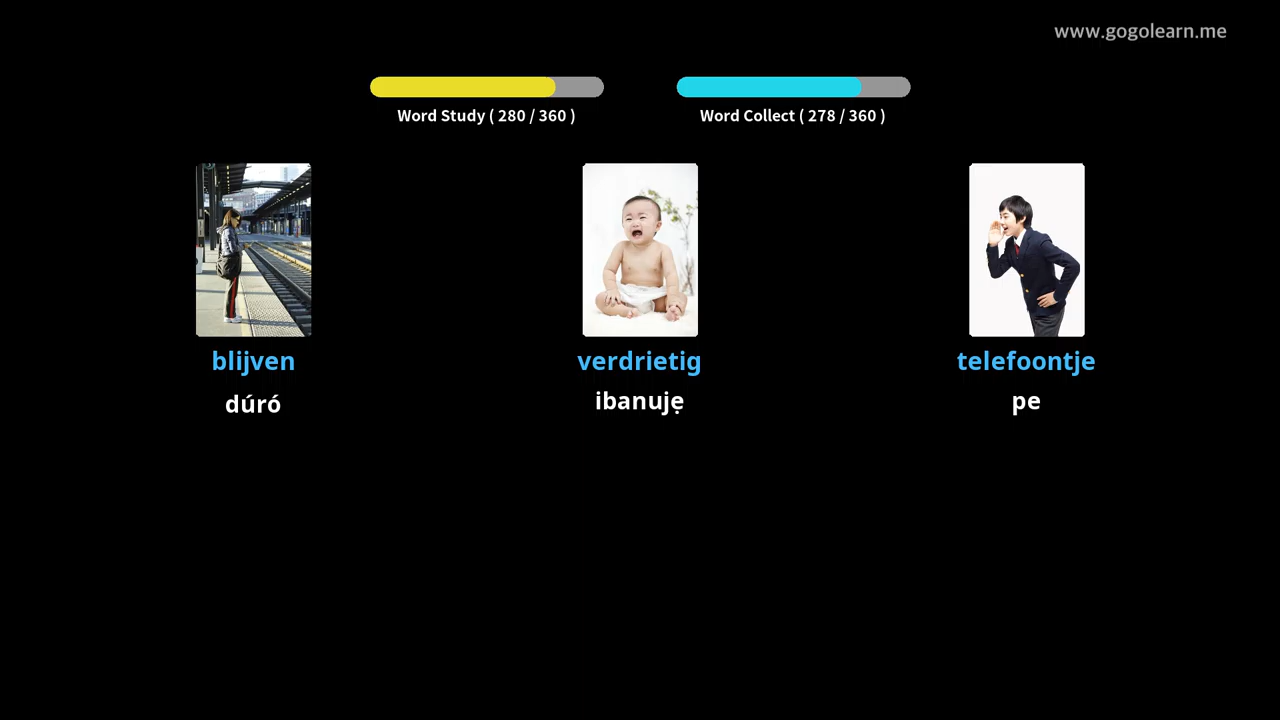 www.gogolearn.me
Word Study ( 280 / 360 )
Word Collect ( 278 / 360 )
blijven
verdrietig
telefoontje
dúró
ibanujẹ
pe